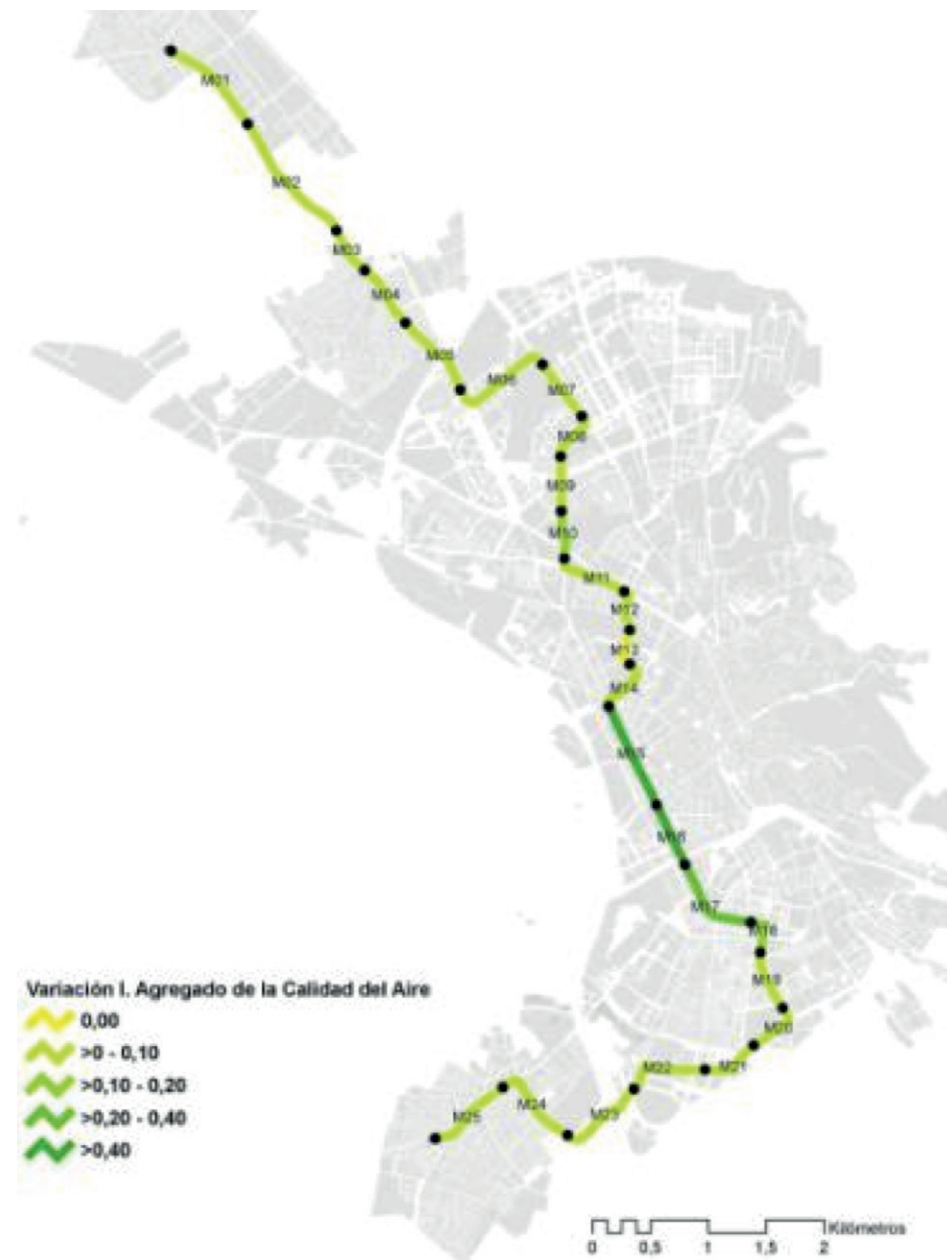 M01
M02
M03
M04
M05
M06
M07
M08
M09
M10
M11
M12
M13
M14
M15
M16
M17
M18
M19
M20
M22
M21
M23
M24
M25
Variación I. Agregado de la Calidad del Aire
0,00
>0 - 0,10
>0,10 - 0,20
>0,20 - 0,40
>0,40
Kilómetros
0 0,5 1 1,5 2